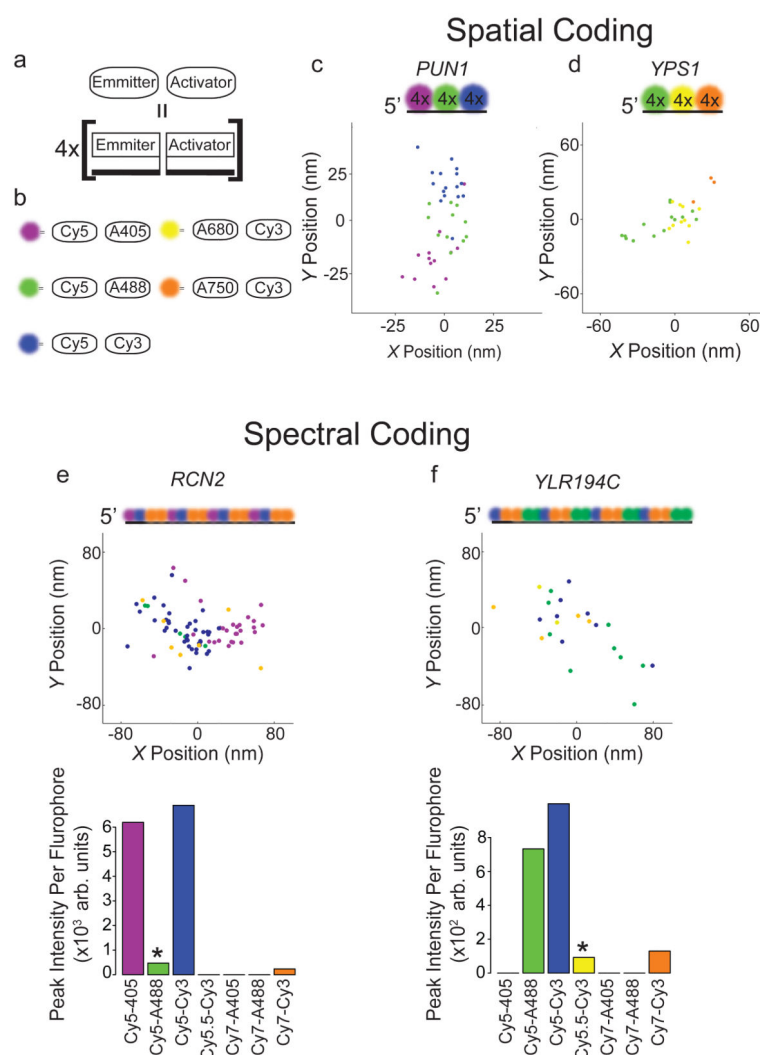 Spatial Coding
a
Emmitter Activator
=
4x Emmiter Activator
b
= Cy5 A405 = A680 Cy3
= Cy5 A488 = A750 Cy3
= Cy5 Cy3
c
PUN1
5’ 4x 4x 4x
Y Position (nm)
25
0
-25
-25 0 25
X Position (nm)
d
YPS1
5’ 4x 4x 4x
Y Position (nm)
60
0
-60
-60 0 60
X Position (nm)
Spectral Coding
e
RCN2
5’
Y Position (nm)
80
0
-80
-80 0 80
X Position (nm)
Peak Intensity Per Flurophore
(x10³ arb. units)
6
5
4
3
2
1
0
*
Cy5-405
Cy5-A488
Cy5-Cy3
Cy5.5-Cy3
Cy7-A405
Cy7-A488
Cy7-Cy3
f
YLR194C
5’
Y Position (nm)
80
0
-80
-80 0 80
X Position (nm)
Peak Intensity Per Flurophore
(x10² arb. units)
8
4
2
0
*
Cy5-405
Cy5-A488
Cy5-Cy3
Cy5.5-Cy3
Cy7-A405
Cy7-A488
Cy7-Cy3